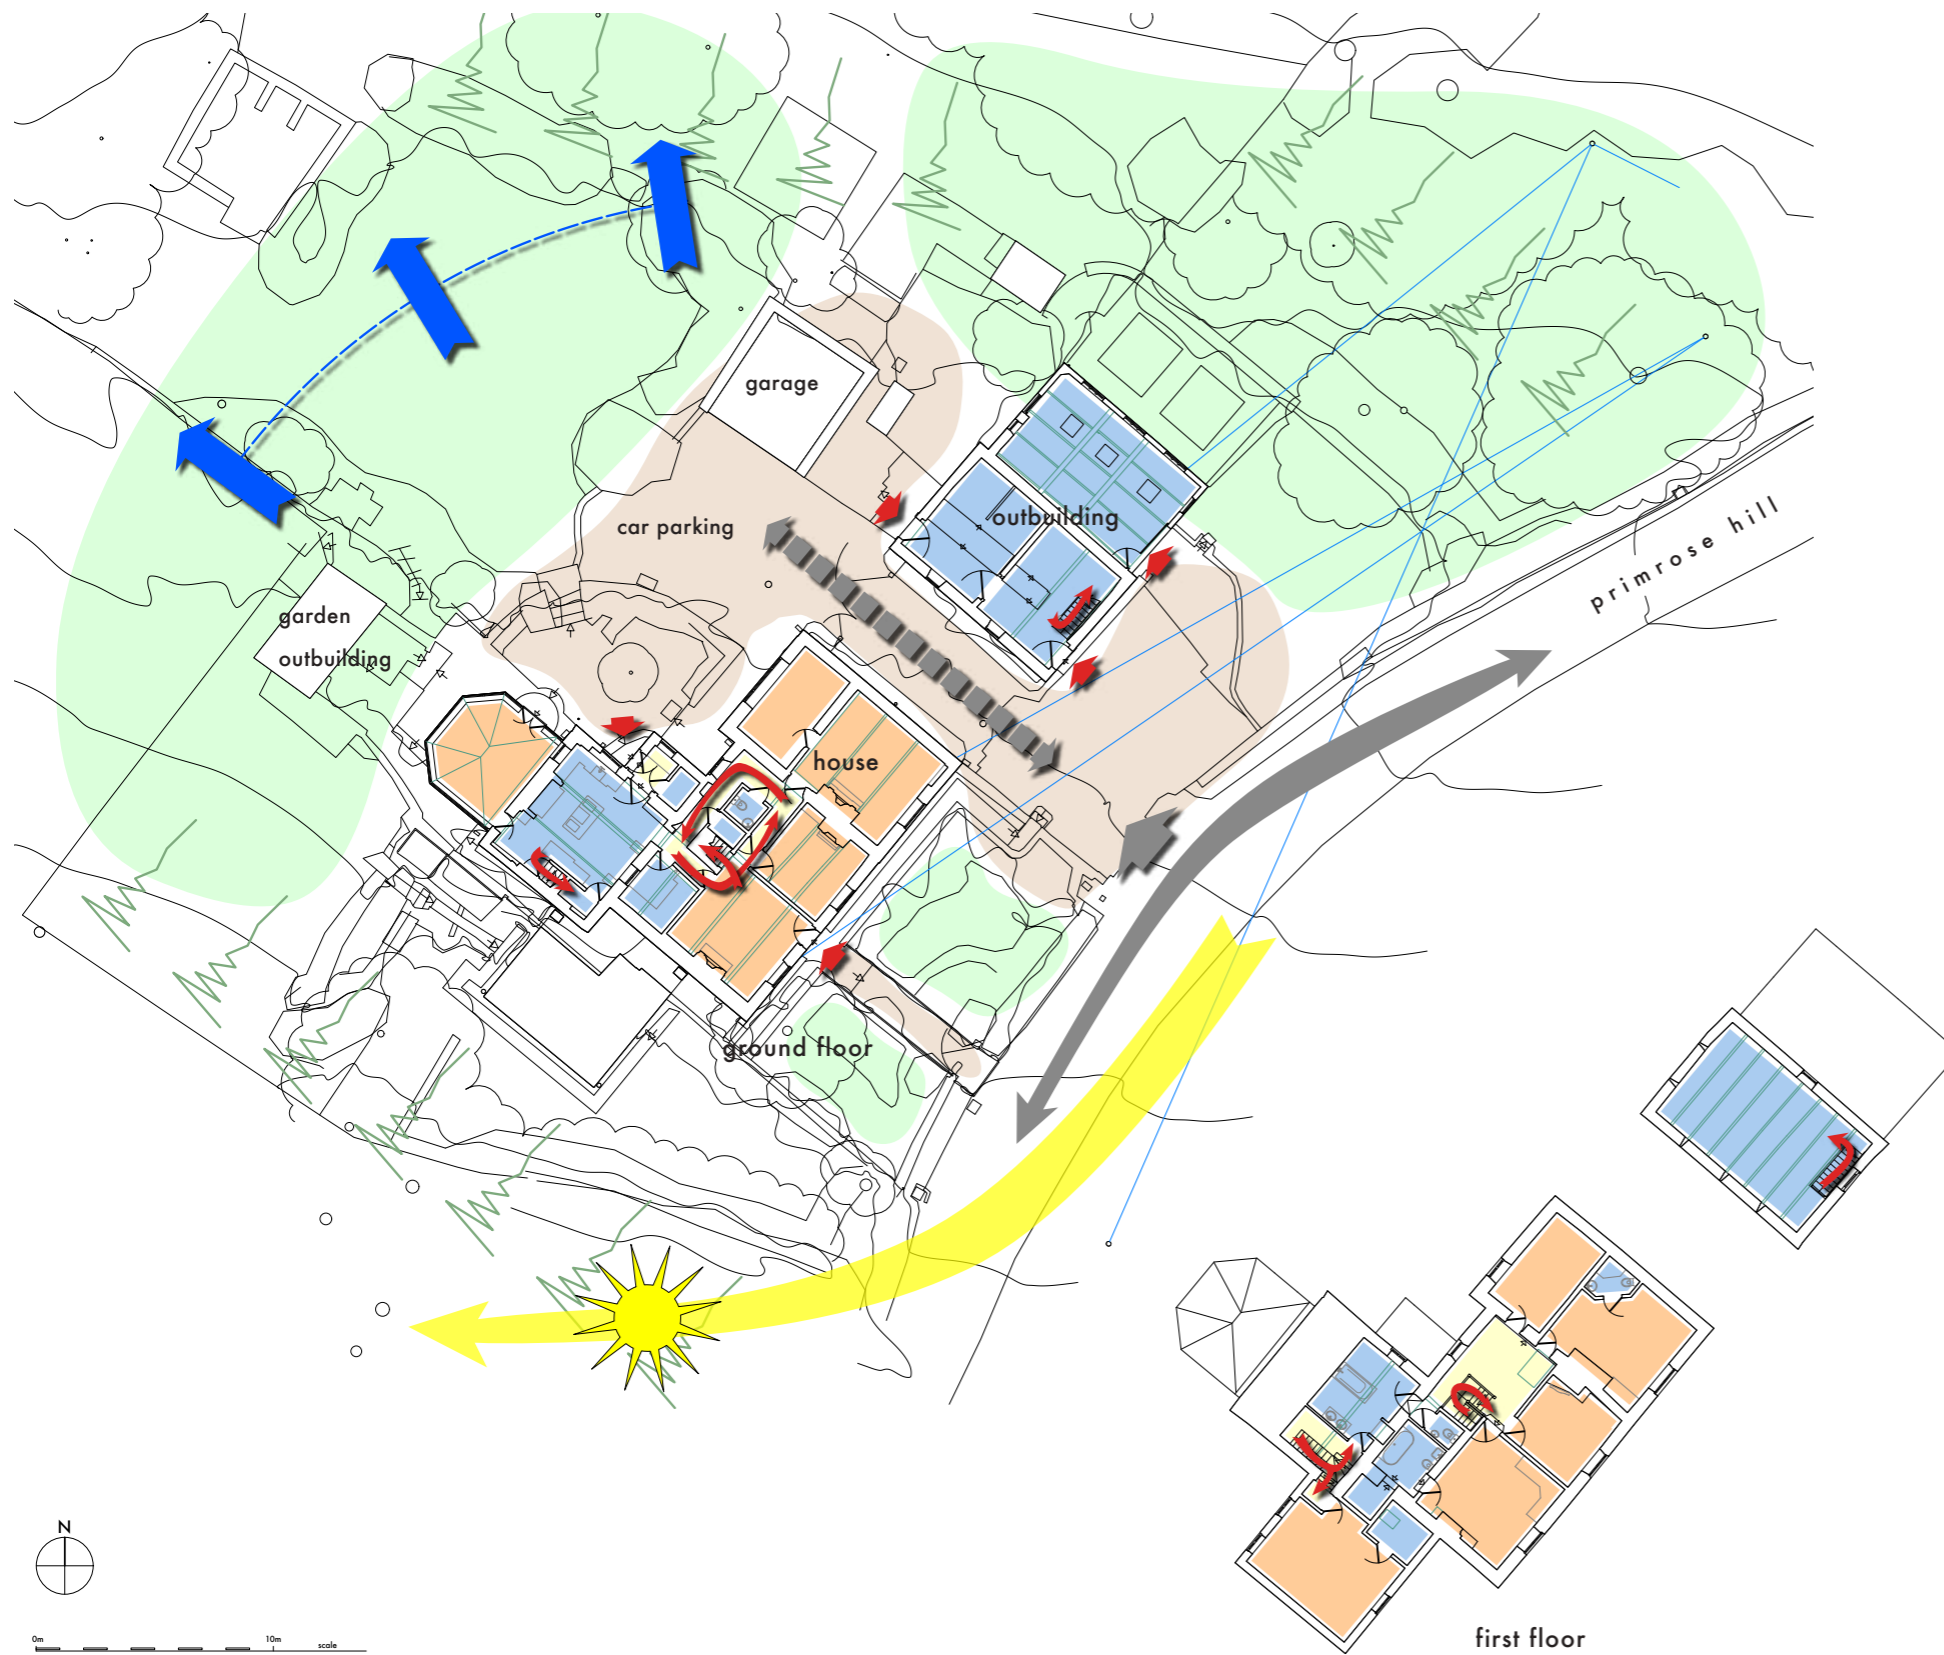 garage
car parking
outbuilding
primrose hill
garden
outbuilding
house
ground floor
N
0m
10m
scale
first floor